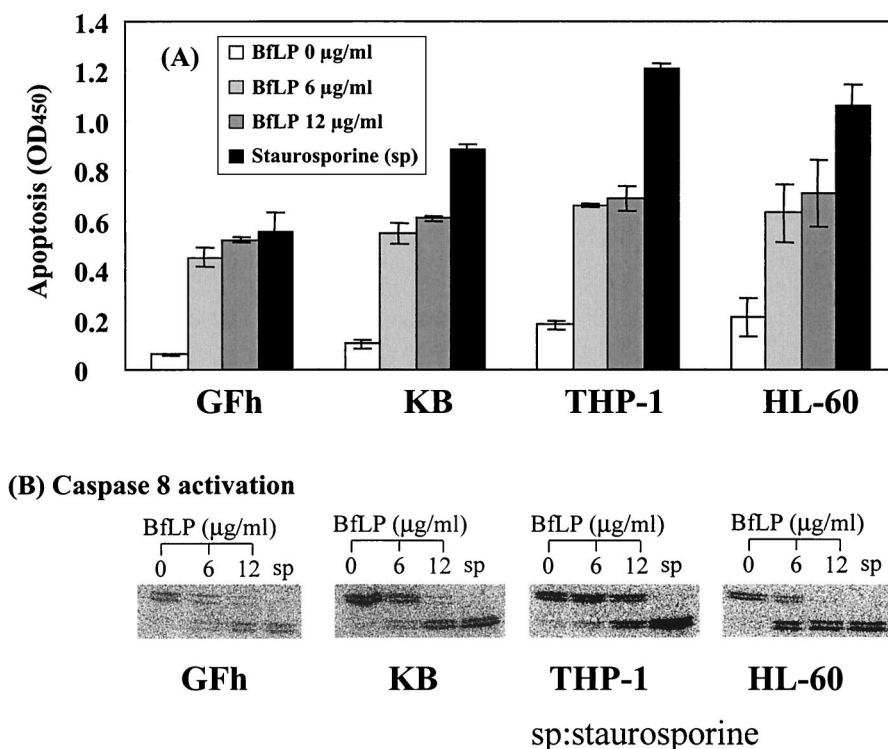 1.4
1.2
1.0
0.8
0.6
0.4
0.2
0
Apoptosis (OD450)
(A)
BfLP 0 μg/ml
BfLP 6 μg/ml
BfLP 12 μg/ml
Staurosporine (sp)
GFh KB THP-1 HL-60
(B) Caspase 8 activation
BfLP (μg/ml) BfLP (μg/ml) BfLP (μg/ml) BfLP (μg/ml)
0 6 12 sp 0 6 12 sp 0 6 12 sp 0 6 12 sp
GFh KB THP-1 HL-60
sp:staurosporine